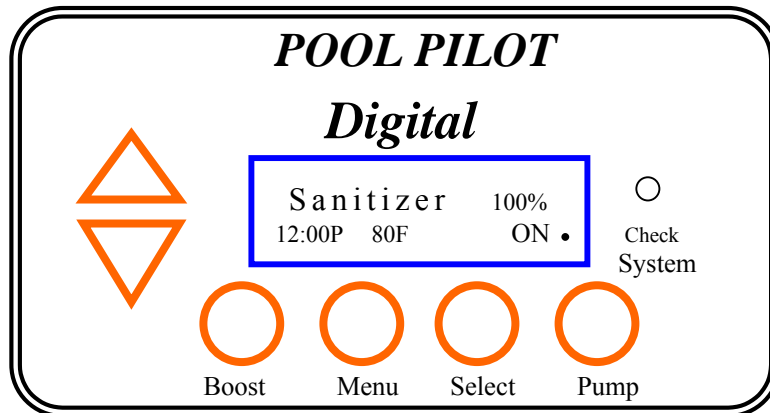 POOL PILOT
Digital
Sanitizer 100%
12:00P 80F ON •
Check
System
Boost Menu Select Pump